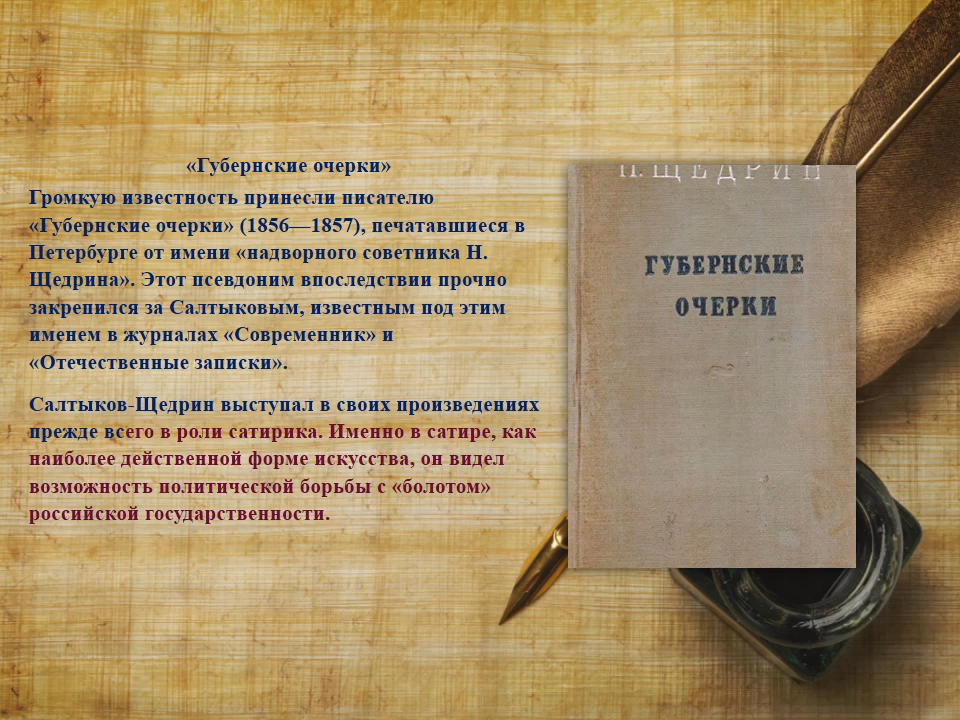 «Губернские очерки»
Громкую известность принесли писателю
«Губернские очерки» (1856—1857), печатавшиеся в
Петербурге от имени «надворного советника Н.
Щедрина». Этот псевдоним впоследствии прочно
закрепился за Салтыковым, известным под этим
именем в журналах «Современник» и
«Отечественные записки».
Салтыков-Щедрин выступал в своих произведениях
прежде всего в роли сатирика. Именно в сатире, как
наиболее действенной форме искусства, он видел
возможность политической борьбы с «болотом»
российской государственности.
Н. ЩЕДРИН
ГУБЕРНСКИЕ
ОЧЕРКИ